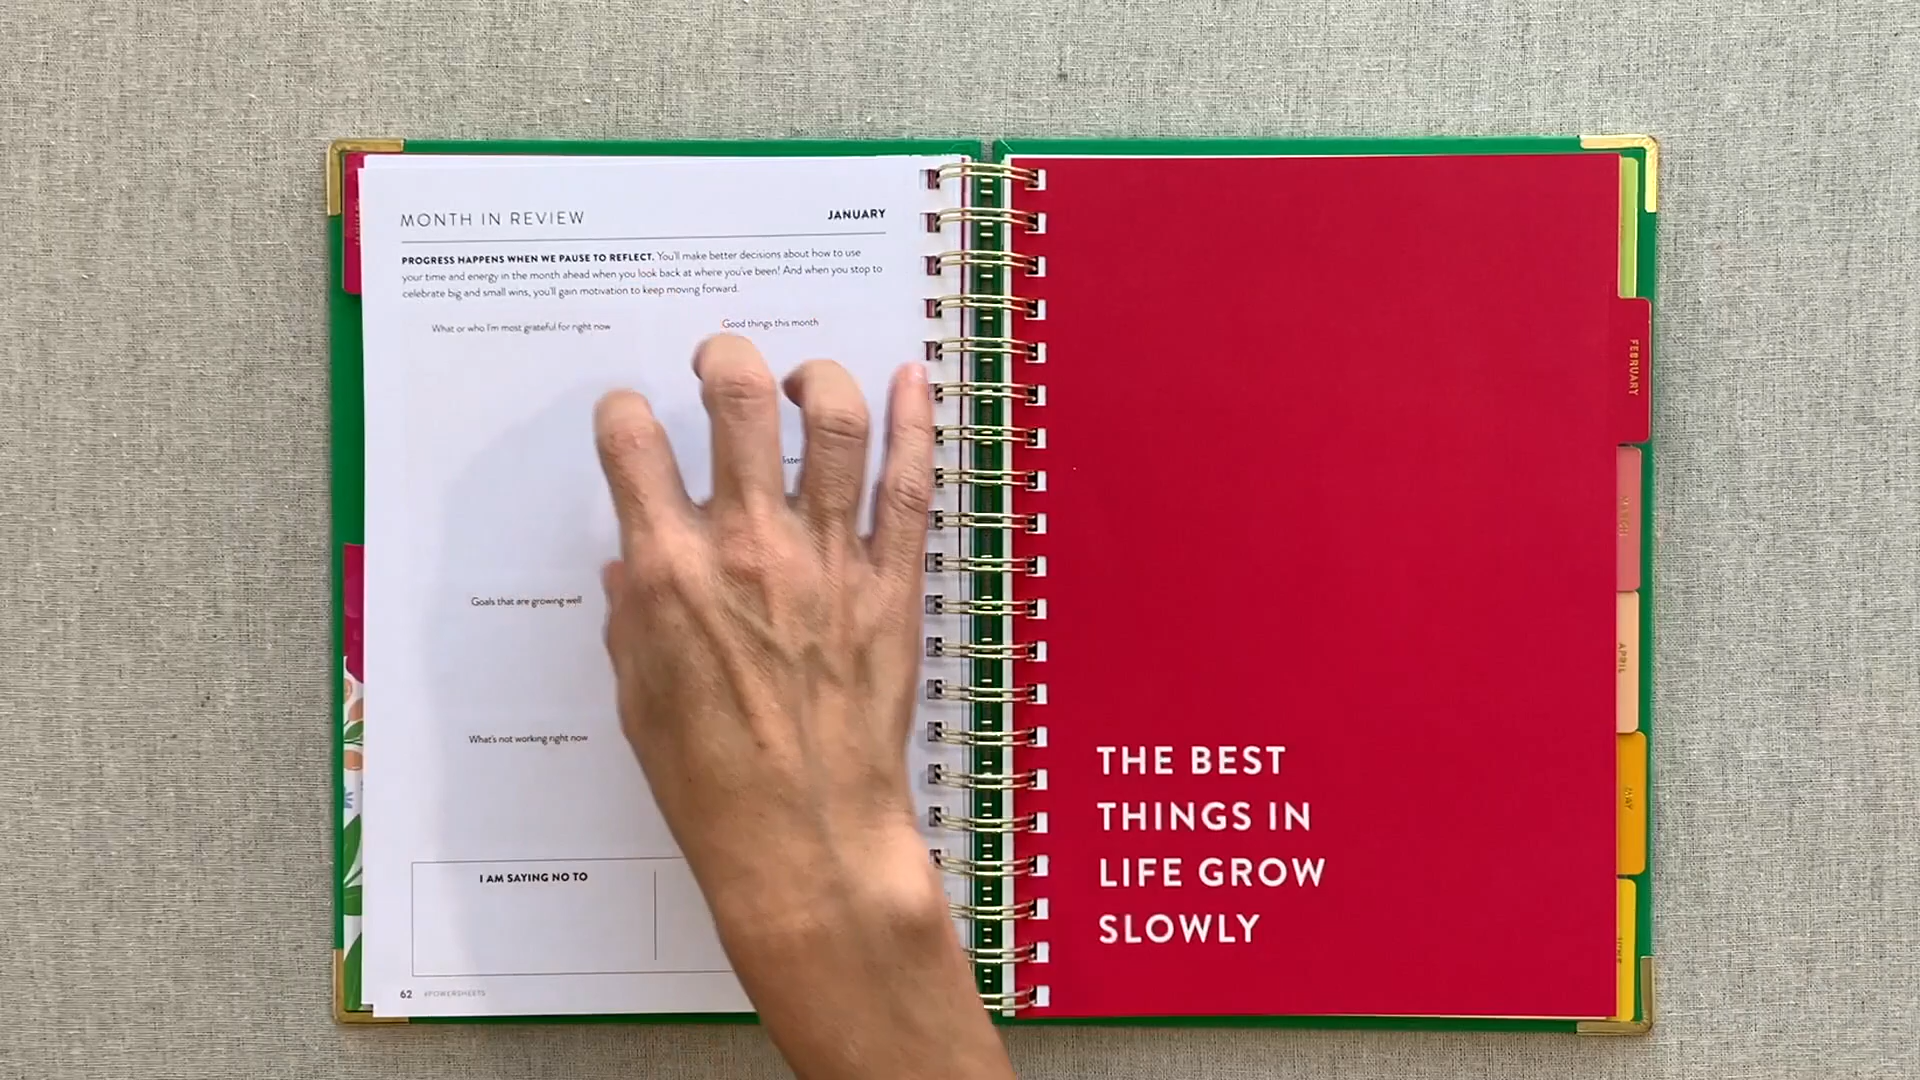 MONTH IN REVIEW
JANUARY
PROGRESS HAPPENS WHEN WE PAUSE TO REFLECT. You'll make better decisions about how to use
your time and energy in the month ahead when you look back at where you've been! And when you stop to
celebrate big and small wins, you'll gain motivation to keep moving forward.
What or who I'm most grateful for right now
Good things this month
Goals that are growing well
What's not working right now
I AM SAYING NO TO
62 #POWERSHEETS
THE BEST
THINGS IN
LIFE GROW
SLOWLY
FEBRUARY
MARCH
APRIL
MAY
JUNE